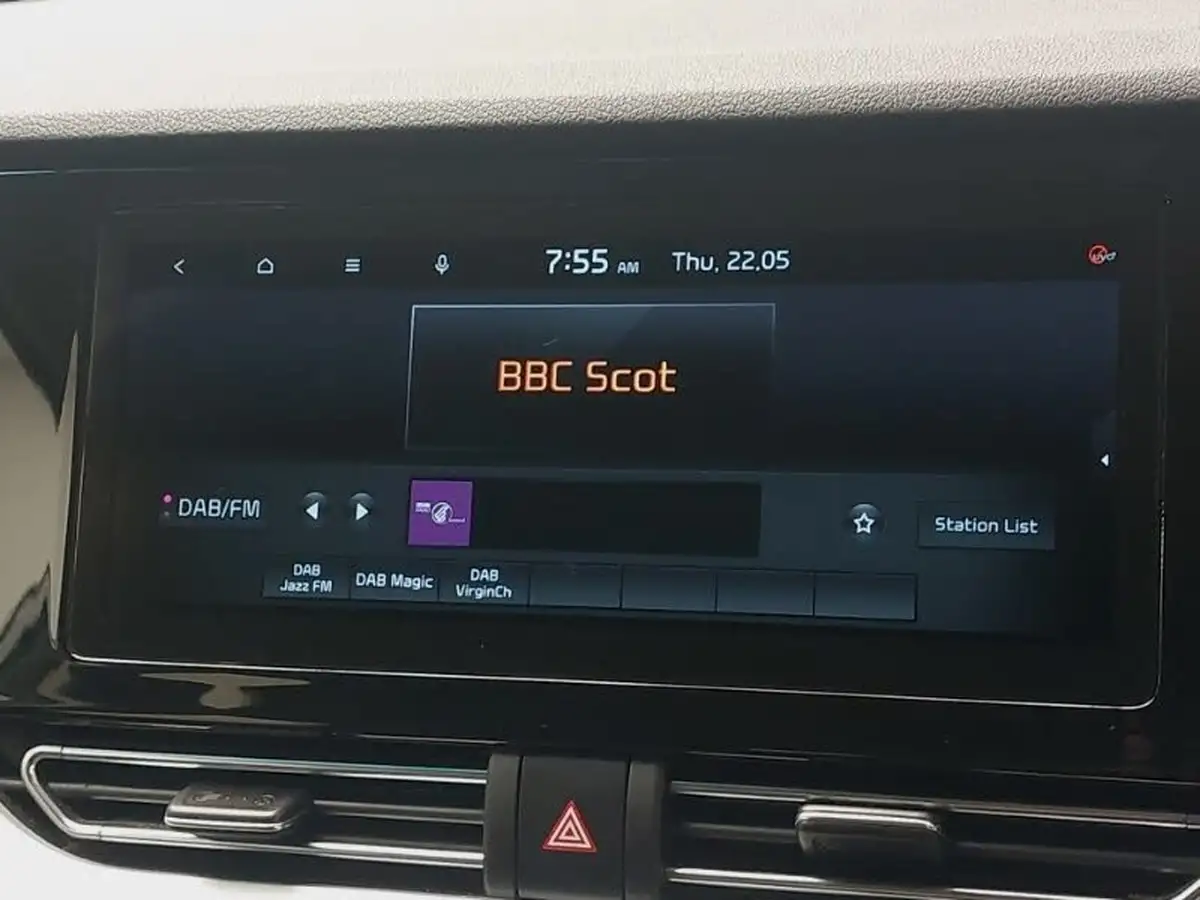 7:55 AM Thu, 22.05
UVO
BBC Scot
DAB/FM
Station List
DAB
Jazz FM
DAB Magic
DAB
VirginCh